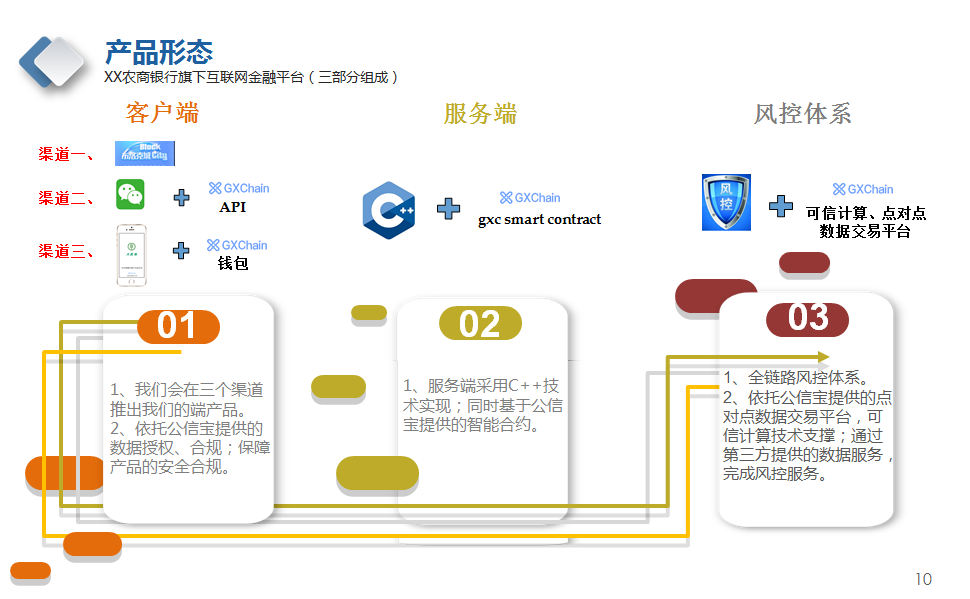 产品形态
XX农商银行旗下互联网金融平台（三部分组成）
客户端
服务端
风控体系
渠道一、
Block
布洛克城City
渠道二、
GXChain
API
渠道三、
GXChain
钱包
C++
GXChain
gxc smart contract
风控
GXChain
可信计算、点对点
数据交易平台
01
1、我们会在三个渠道
推出我们的端产品。
2、依托公信宝提供的
数据授权、合规；保障
产品的安全合规。
02
1、服务端采用C++技
术实现；同时基于公信
宝提供的智能合约。
03
1、全链路风控体系。
2、依托公信宝提供的点
对点数据交易平台，可
信计算技术支撑；通过
第三方提供的数据服务，
完成风控服务。
10